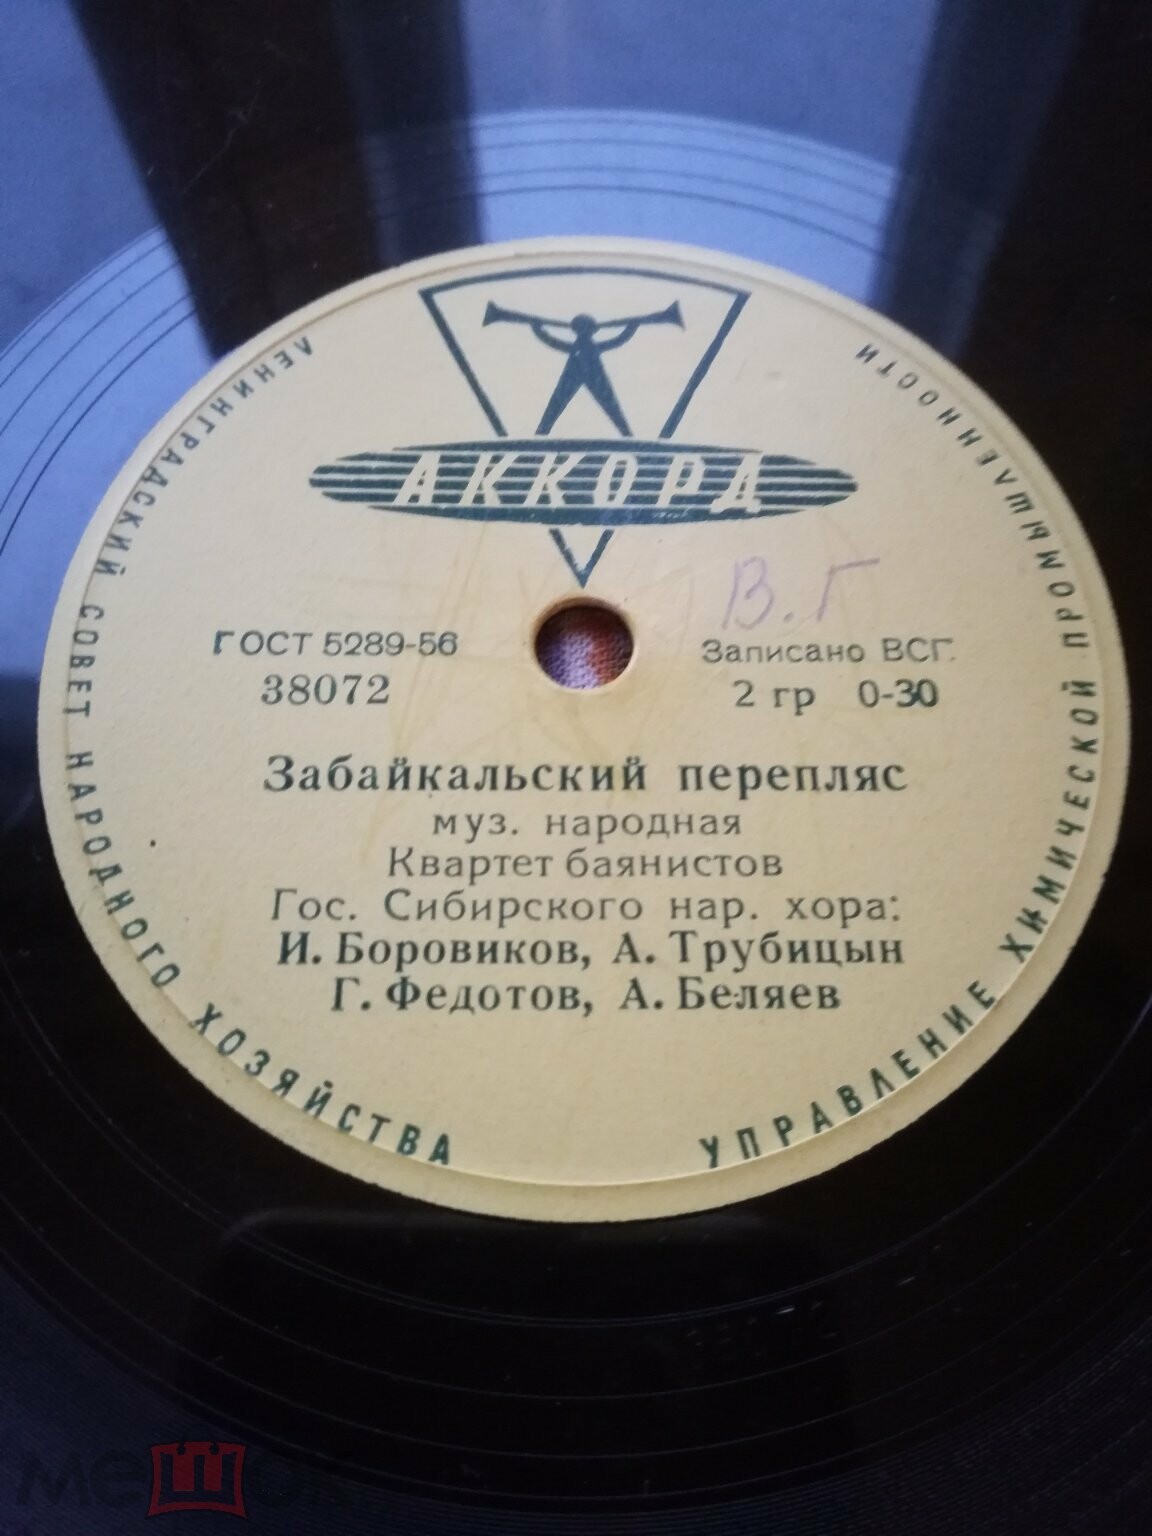 АККОРД
В.Г
ГОСТ 5289-56
Записано ВСГ.
38072
2 гр 0-30
Забайкальский перепляс
муз. народная
Квартет баянистов
Гос. Сибирского нар. хора:
И. Боровиков, А. Трубицын
Г. Федотов, А. Беляев
ЛЕНИНГРАДСКИЙ СОВЕТ НАРОДНОГО ХОЗЯЙСТВА
УПРАВЛЕНИЕ ХИМИЧЕСКОЙ ПРОМЫШЛЕННОСТИ
мешок